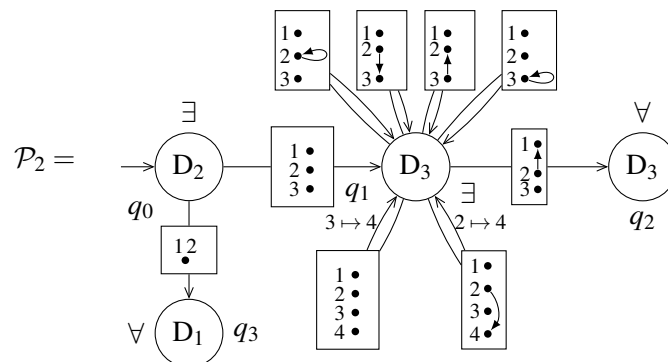 1 2 3
1 2 3
1 2 3
1 2 3
∃
∀
𝒫₂ =
D₂
1 2 3
D₃
1 2 3
D₃
q₀
q₁
∃
q₂
3 ↦ 4
2 ↦ 4
12
1 2 3 4
1 2 3 4
∀
D₁
q₃